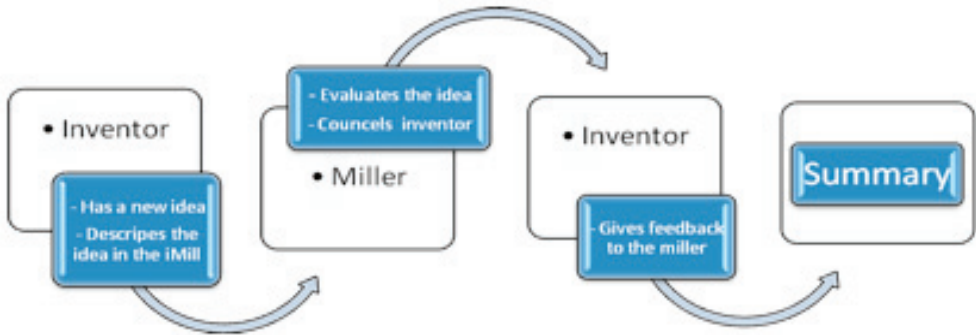 • Inventor
- Has a new idea
- Descripes the
idea in the iMill
- Evaluates the idea
- Councels inventor
• Miller
• Inventor
- Gives feedback
to the miller
Summary